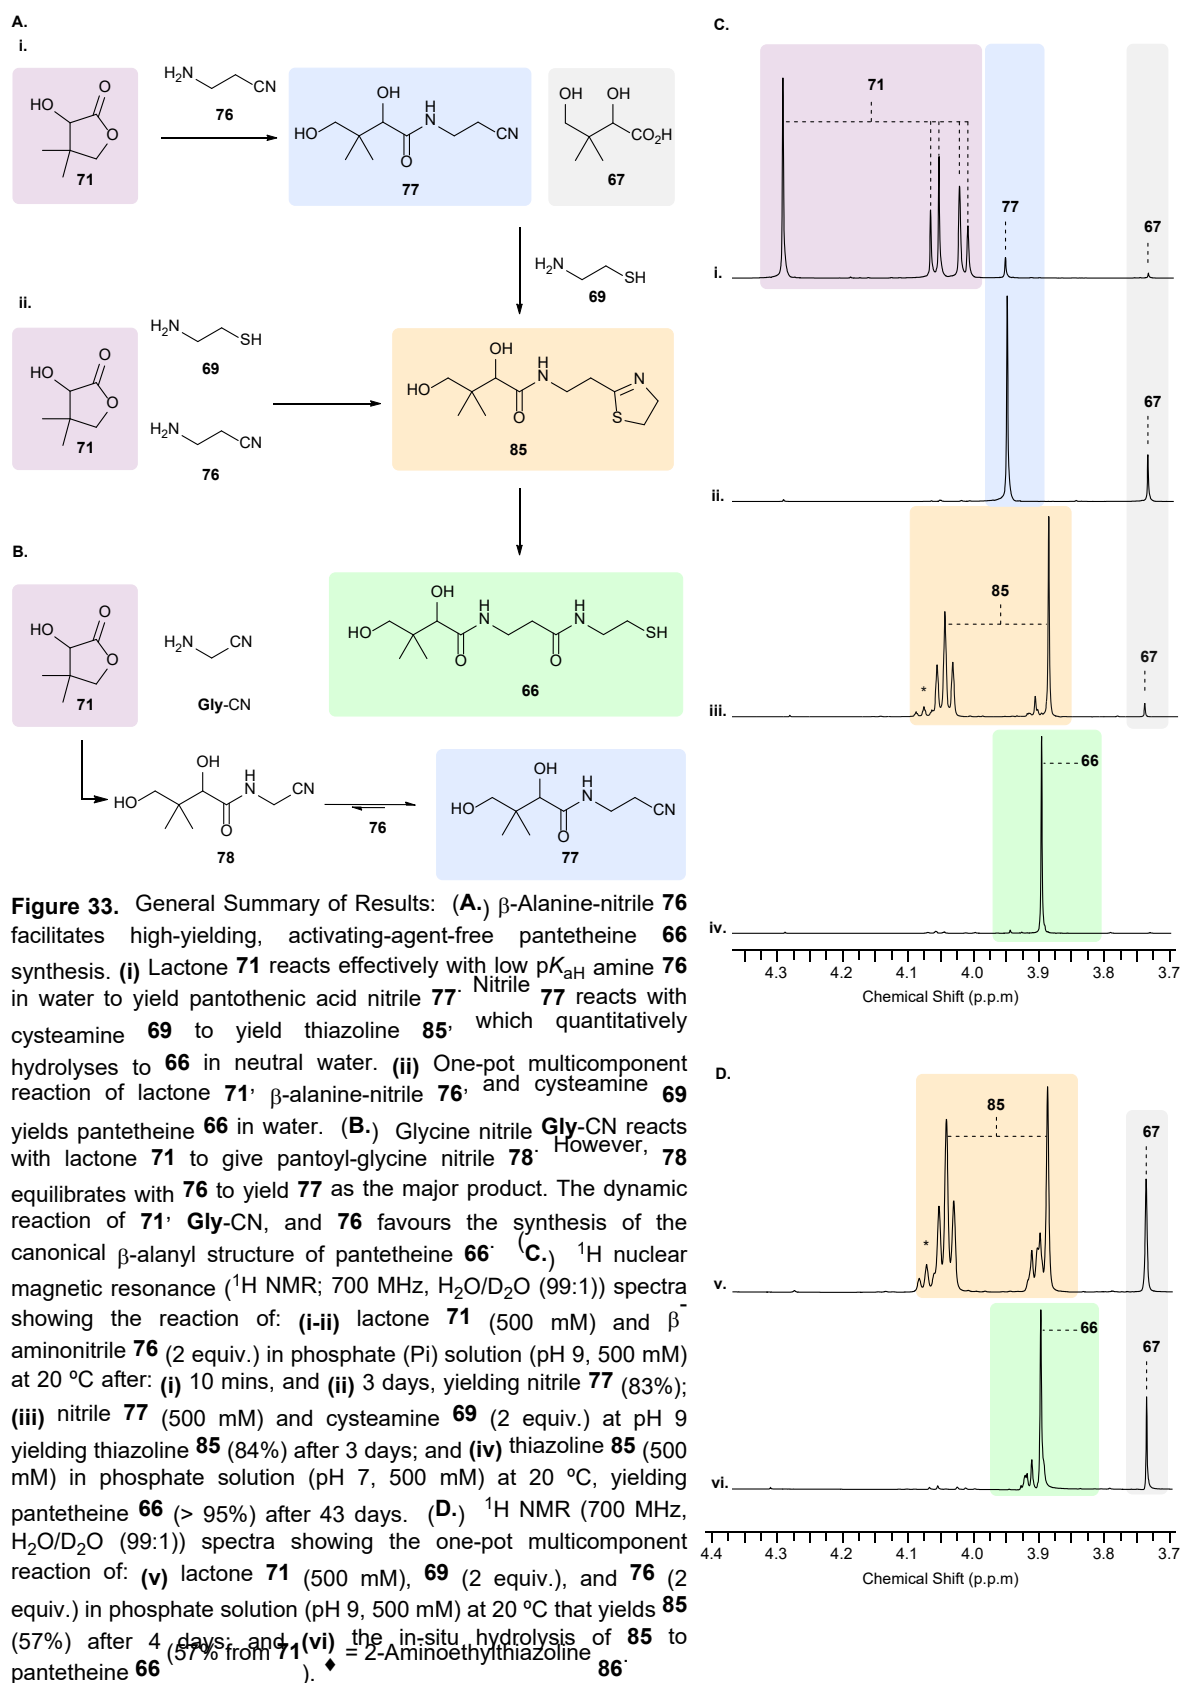 A.
i.
HO
O
O
71
H2N
CN
76
OH
HO
H
N
CN
O
77
OH
OH
CO2H
67
H2N
SH
69
ii.
HO
O
O
71
H2N
SH
69
H2N
CN
76
OH
HO
H
N
N
S
O
85
B.
HO
O
O
71
H2N
CN
Gly-CN
OH
HO
H
N
H
N
SH
O
O
66
OH
HO
H
N
CN
O
78
76
OH
HO
H
N
CN
O
77
Figure 33. General Summary of Results: (A.) β-Alanine-nitrile 76
facilitates high-yielding, activating-agent-free pantetheine 66
synthesis. (i) Lactone 71 reacts effectively with low pKaH amine 76
in water to yield pantothenic acid nitrile 77. Nitrile 77 reacts with
cysteamine 69 to yield thiazoline 85, which quantitatively
hydrolyses to 66 in neutral water. (ii) One-pot multicomponent
reaction of lactone 71, β-alanine-nitrile 76, and cysteamine 69
yields pantetheine 66 in water. (B.) Glycine nitrile Gly-CN reacts
with lactone 71 to give pantoyl-glycine nitrile 78. However, 78
equilibrates with 76 to yield 77 as the major product. The dynamic
reaction of 71, Gly-CN, and 76 favours the synthesis of the
canonical β-alanyl structure of pantetheine 66. (C.) 1H nuclear
magnetic resonance (1H NMR; 700 MHz, H2O/D2O (99:1)) spectra
showing the reaction of: (i-ii) lactone 71 (500 mM) and β-
aminonitrile 76 (2 equiv.) in phosphate (Pi) solution (pH 9, 500 mM)
at 20 ºC after: (i) 10 mins, and (ii) 3 days, yielding nitrile 77 (83%);
(iii) nitrile 77 (500 mM) and cysteamine 69 (2 equiv.) at pH 9
yielding thiazoline 85 (84%) after 3 days; and (iv) thiazoline 85 (500
mM) in phosphate solution (pH 7, 500 mM) at 20 ºC, yielding
pantetheine 66 (> 95%) after 43 days. (D.) 1H NMR (700 MHz,
H2O/D2O (99:1)) spectra showing the one-pot multicomponent
reaction of: (v) lactone 71 (500 mM), 69 (2 equiv.), and 76 (2
equiv.) in phosphate solution (pH 9, 500 mM) at 20 ºC that yields 85
(57%) after 4 days; and (vi) the in-situ hydrolysis of 85 to
pantetheine 66 (57% from 71). ♦ = 2-Aminoethylthiazoline 86.
C.
71
77
67
i.
67
ii.
85
67
*
iii.
66
iv.
4.3 4.2 4.1 4.0 3.9 3.8 3.7
Chemical Shift (p.p.m)
D.
85
67
*
v.
66
67
vi.
4.4 4.3 4.2 4.1 4.0 3.9 3.8 3.7
Chemical Shift (p.p.m)